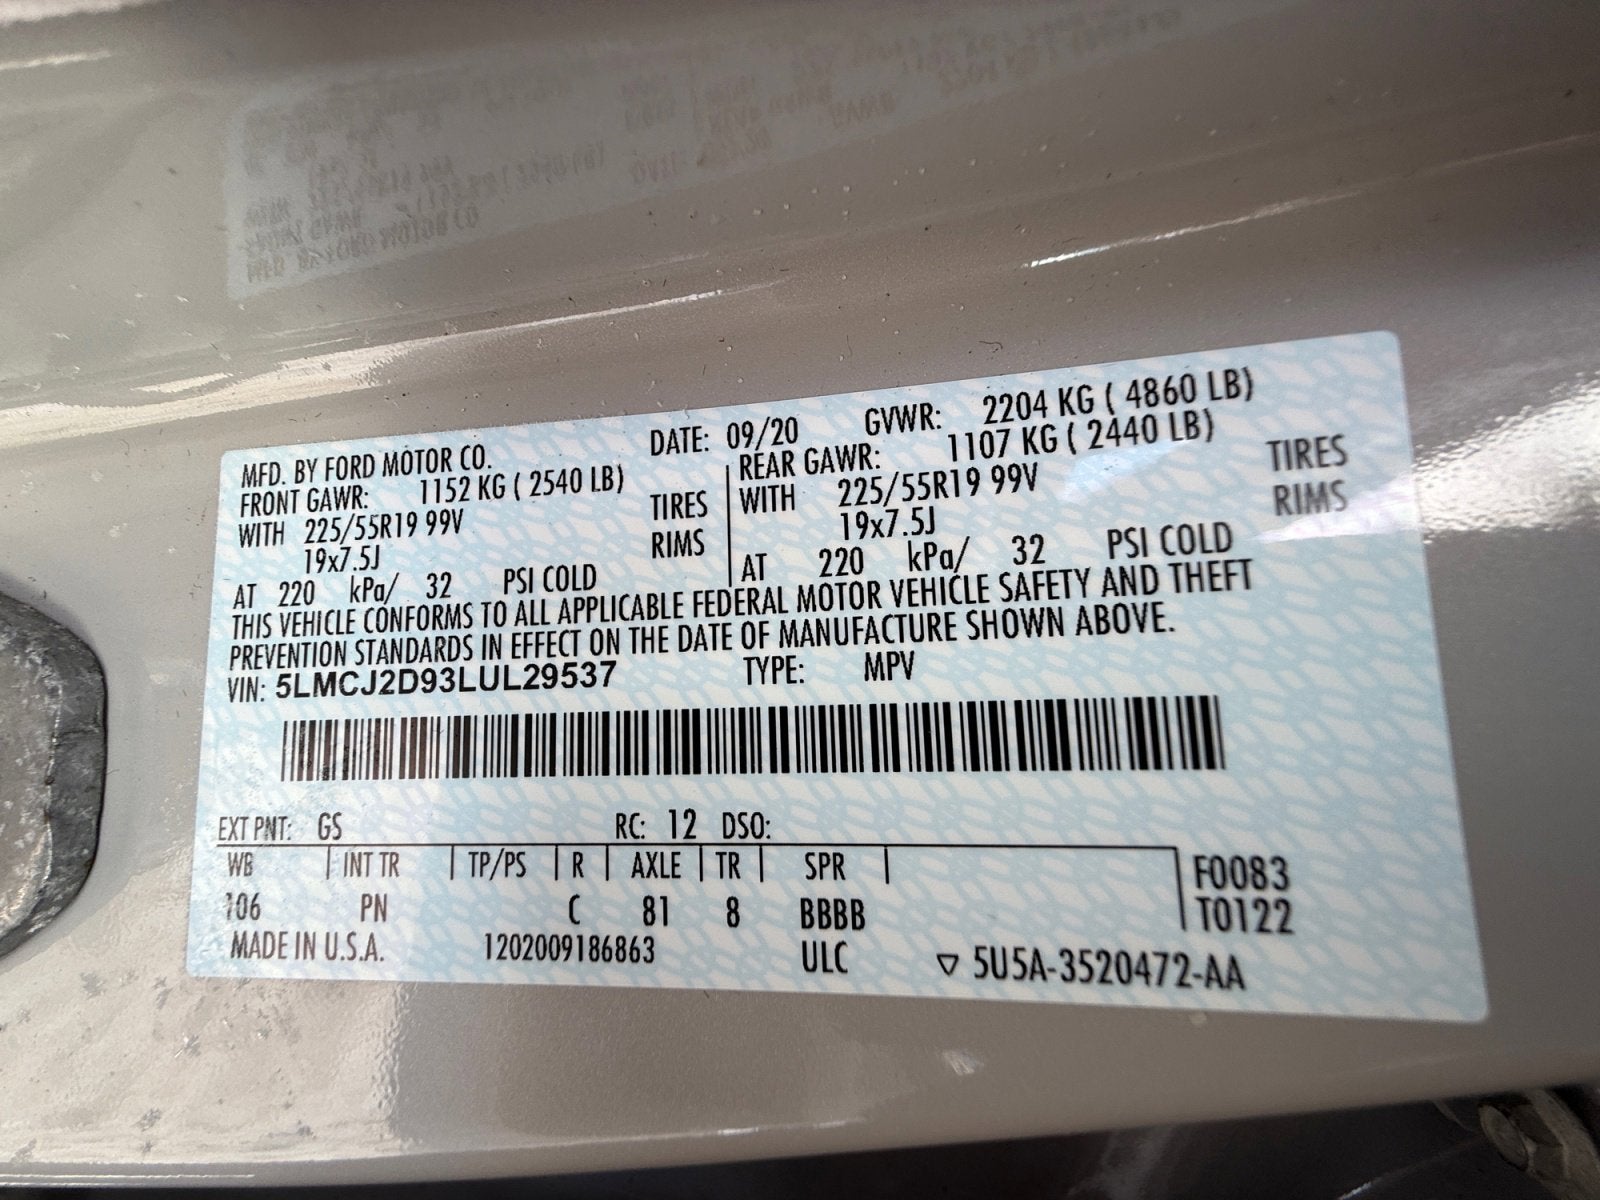 MFD. BY FORD MOTOR CO. DATE: 09/20 GVWR: 2204 KG ( 4860 LB)
FRONT GAWR: 1152 KG ( 2540 LB) REAR GAWR: 1107 KG ( 2440 LB)
WITH 225/55R19 99V TIRES WITH 225/55R19 99V TIRES
19x7.5J RIMS 19x7.5J RIMS
AT 220 kPa/ 32 PSI COLD AT 220 kPa/ 32 PSI COLD
THIS VEHICLE CONFORMS TO ALL APPLICABLE FEDERAL MOTOR VEHICLE SAFETY AND THEFT
PREVENTION STANDARDS IN EFFECT ON THE DATE OF MANUFACTURE SHOWN ABOVE.
VIN: 5LMCJ2D93LUL29537 TYPE: MPV
EXT PNT: GS RC: 12 DSO:
WB INT TR TP/PS R AXLE TR SPR F0083
106 PN C 81 8 BBBB T0122
MADE IN U.S.A. 1202009186863 ULC ▽ 5U5A-3520472-AA